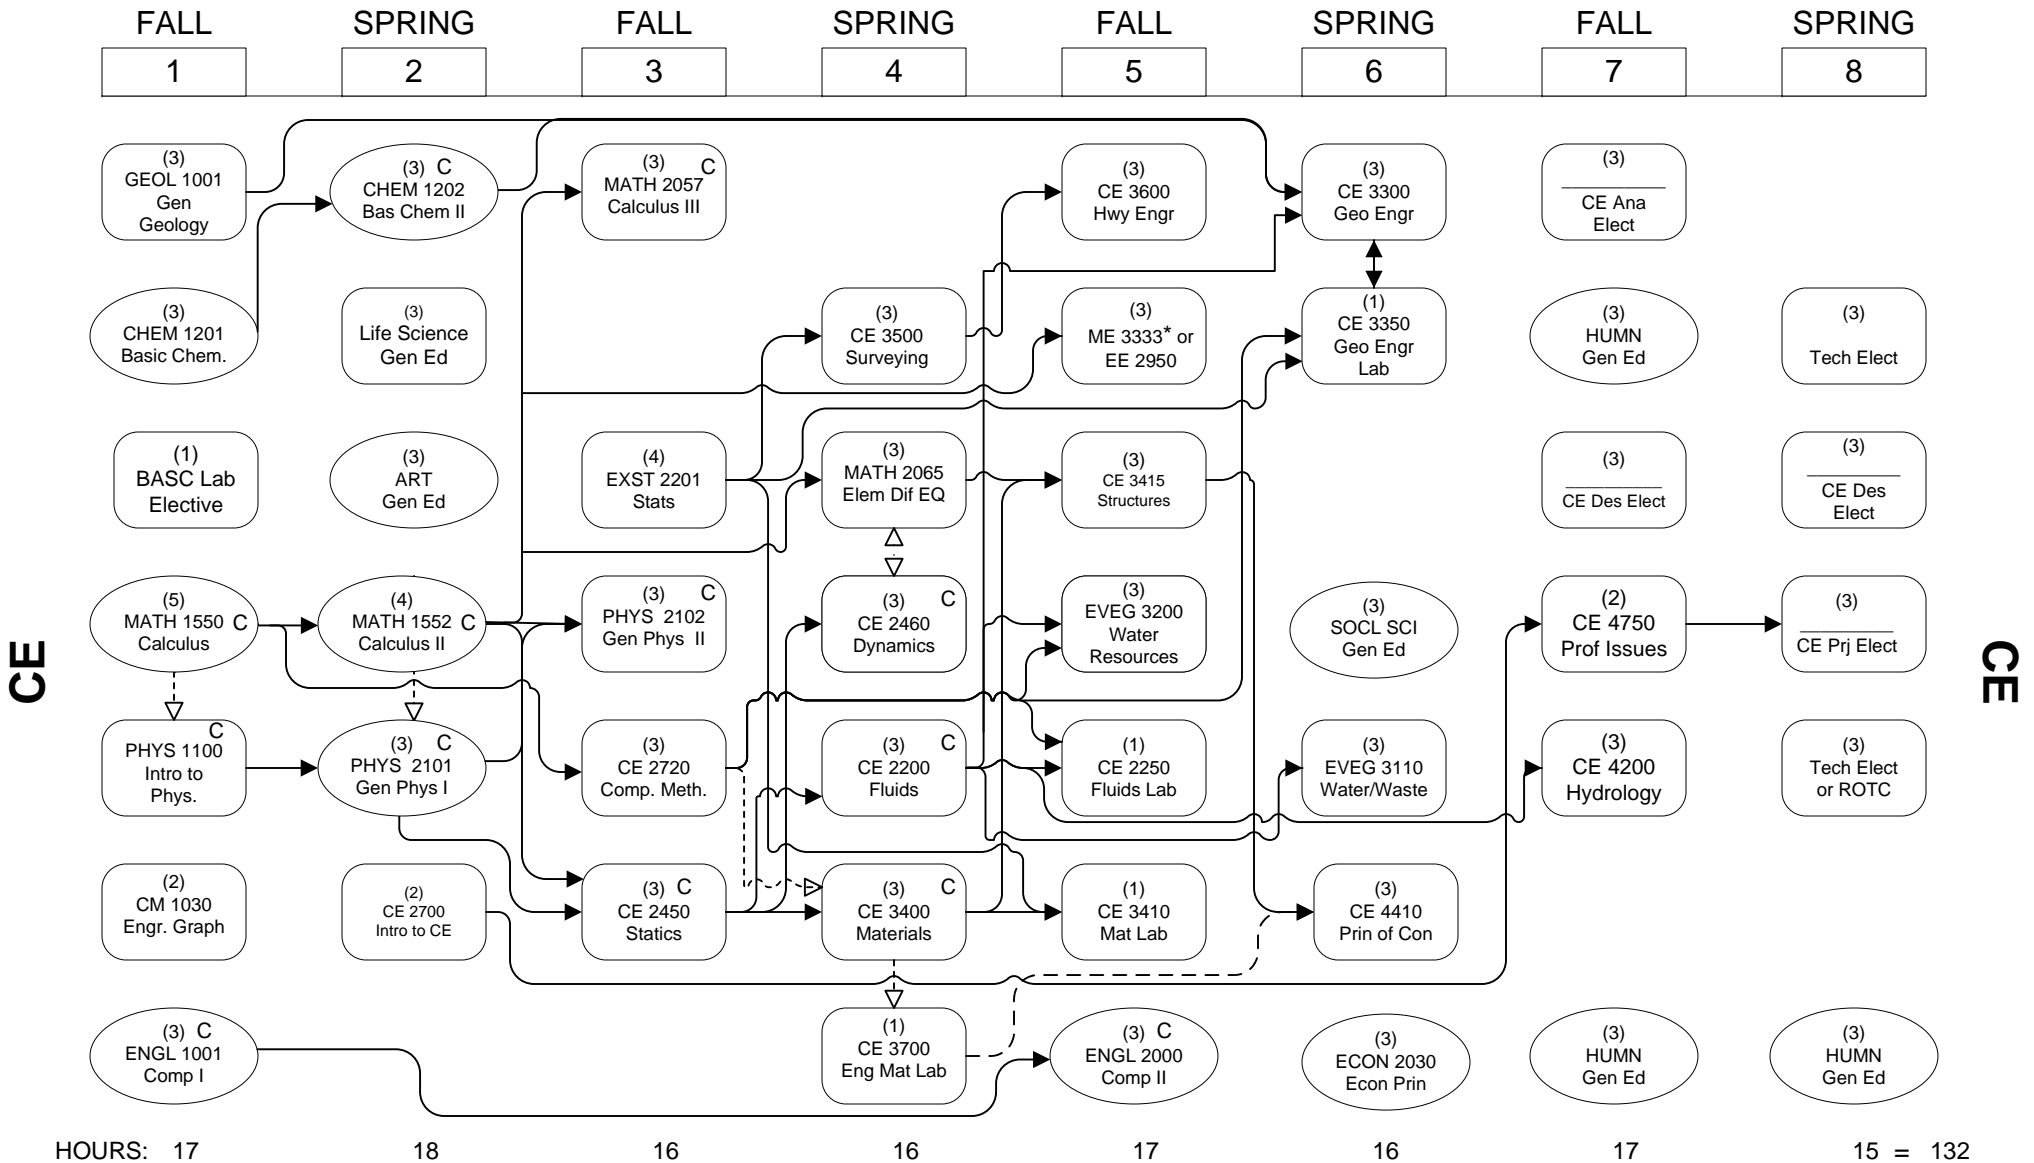 FALL
SPRING
FALL
SPRING
FALL
SPRING
FALL
SPRING
1
2
3
4
5
6
7
8
(3)
GEOL 1001
Gen
Geology
(3) C
CHEM 1202
Bas Chem II
(3) C
MATH 2057
Calculus III
(3)
CE 3600
Hwy Engr
(3)
CE 3300
Geo Engr
(3)
CE Ana
Elect
(3)
CHEM 1201
Basic Chem.
(3)
Life Science
Gen Ed
(3)
CE 3500
Surveying
(3)
ME 3333* or
EE 2950
(1)
CE 3350
Geo Engr
Lab
(3)
HUMN
Gen Ed
(3)
Tech Elect
(1)
BASC Lab
Elective
(3)
ART
Gen Ed
(4)
EXST 2201
Stats
(3)
MATH 2065
Elem Dif EQ
(3)
CE 3415
Structures
(3)
CE Des Elect
(3)
CE Des
Elect
(5)
MATH 1550 C
Calculus
(4)
MATH 1552 C
Calculus II
(3) C
PHYS 2102
Gen Phys II
(3) C
CE 2460
Dynamics
(3)
EVEG 3200
Water
Resources
(3)
SOCL SCI
Gen Ed
(2)
CE 4750
Prof Issues
(3)
CE Prj Elect
CE
CE
C
PHYS 1100
Intro to
Phys.
(3) C
PHYS 2101
Gen Phys I
(3)
CE 2720
Comp. Meth.
(3) C
CE 2200
Fluids
(1)
CE 2250
Fluids Lab
(3)
EVEG 3110
Water/Waste
(3)
CE 4200
Hydrology
(3)
Tech Elect
or ROTC
(2)
CM 1030
Engr. Graph
(2)
CE 2700
Intro to CE
(3) C
CE 2450
Statics
(3) C
CE 3400
Materials
(1)
CE 3410
Mat Lab
(3)
CE 4410
Prin of Con
(3) C
ENGL 1001
Comp I
(1)
CE 3700
Eng Mat Lab
(3) C
ENGL 2000
Comp II
(3)
ECON 2030
Econ Prin
(3)
HUMN
Gen Ed
(3)
HUMN
Gen Ed
HOURS: 17 18 16 16 17 16 17 15 = 132